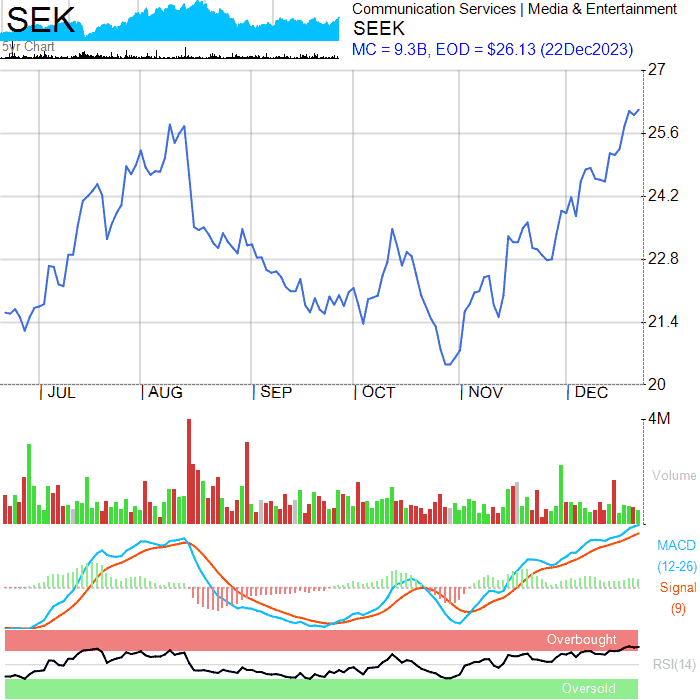 SEK
5yr Chart
Communication Services | Media & Entertainment
SEEK
MC = 9.3B, EOD = $26.13 (22Dec2023)
27
25.6
24.2
22.8
21.4
20
| JUL | AUG | SEP | OCT | NOV | DEC
4M
Volume
MACD
(12-26)
Signal
(9)
Overbought
RSI(14)
Oversold